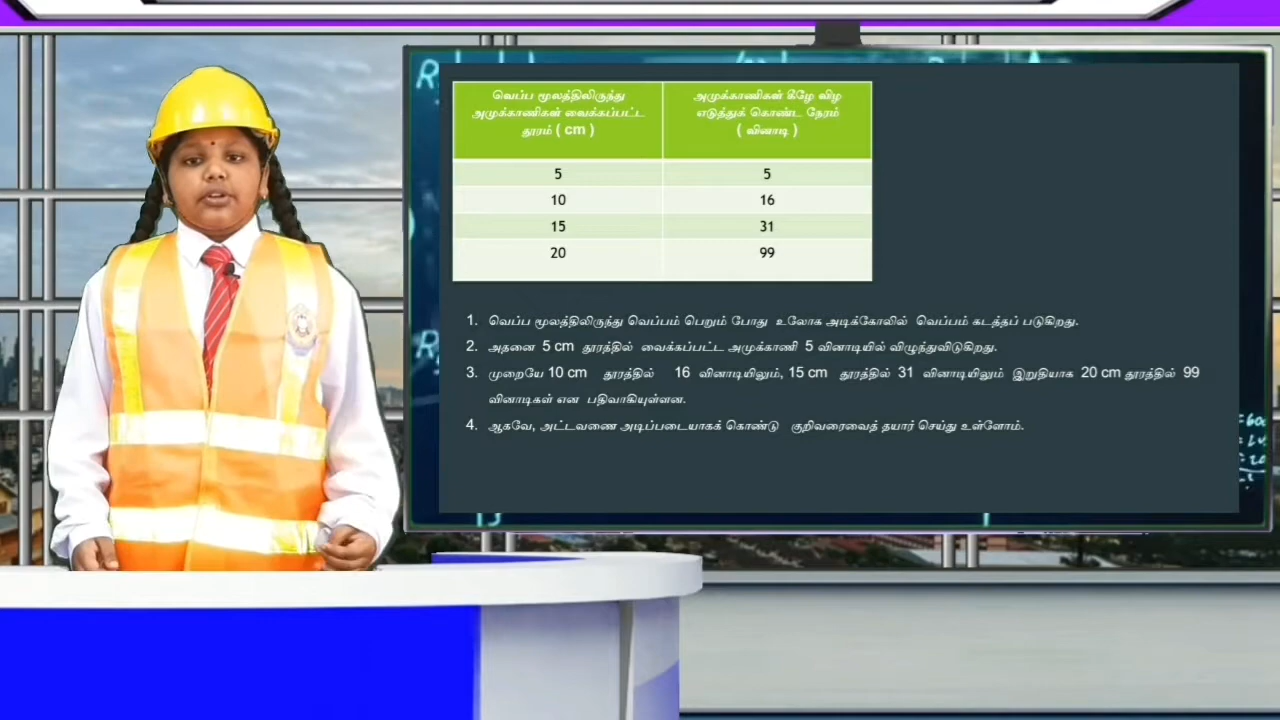 வெப்ப மூலத்திலிருந்து
அமுக்காணிகள் வைக்கப்பட்ட
தூரம் ( cm )
அமுக்காணிகள் கீழே விழ
எடுத்துக் கொண்ட நேரம்
( வினாடி )
5 5
10 16
15 31
20 99
1. வெப்ப மூலத்திலிருந்து வெப்பம் பெறும் போது உலோக அடிக்கோலில் வெப்பம் கடத்தப் படுகிறது.
2. அதனை 5 cm தூரத்தில் வைக்கப்பட்ட அமுக்காணி 5 வினாடியில் விழுந்துவிடுகிறது.
3. முறையே 10 cm தூரத்தில் 16 வினாடியிலும், 15 cm தூரத்தில் 31 வினாடியிலும் இறுதியாக 20 cm தூரத்தில் 99
வினாடிகள் என பதிவாகியுள்ளன.
4. ஆகவே, அட்டவணை அடிப்படையாகக் கொண்டு குறிவரைவைத் தயார் செய்து உள்ளோம்.